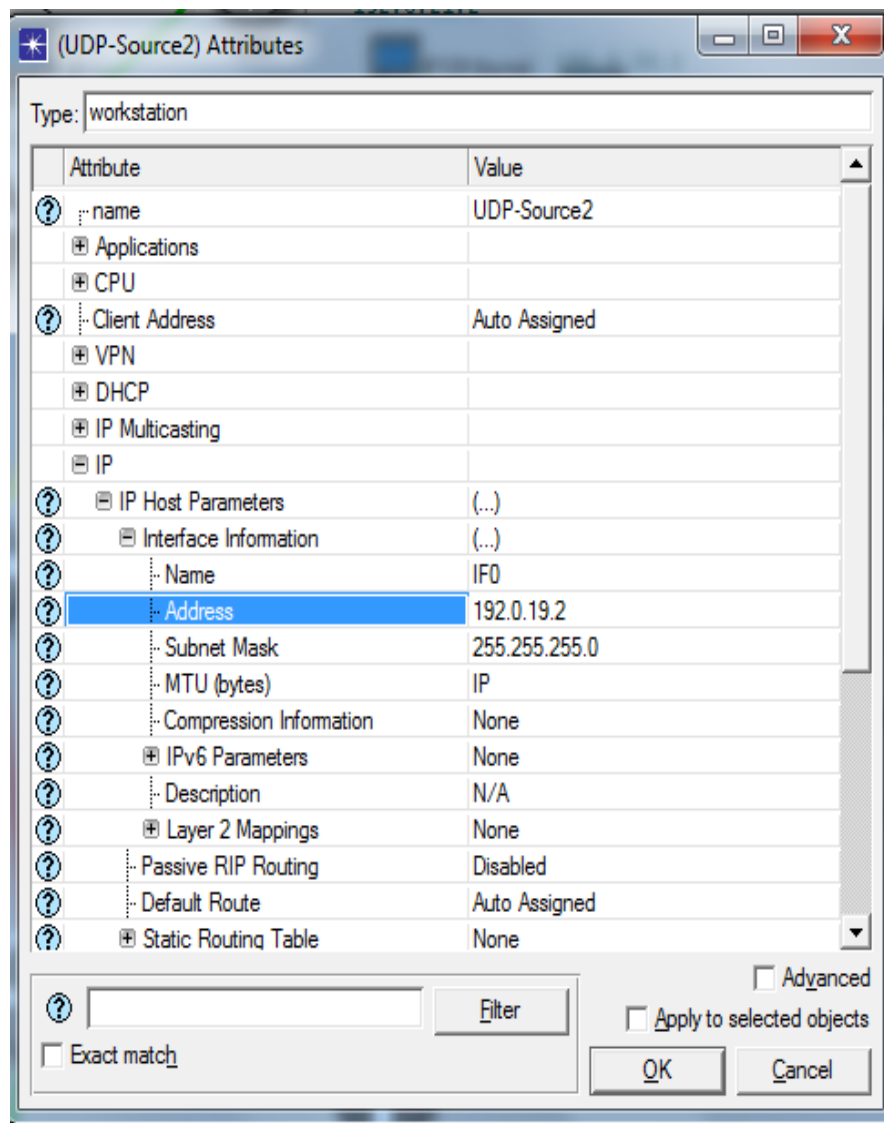 (UDP-Source2) Attributes
Type: workstation
Attribute Value
name UDP-Source2
Applications
CPU
Client Address Auto Assigned
VPN
DHCP
IP Multicasting
IP
IP Host Parameters (...)
Interface Information (...)
Name IF0
Address 192.0.19.2
Subnet Mask 255.255.255.0
MTU (bytes) IP
Compression Information None
IPv6 Parameters None
Description N/A
Layer 2 Mappings None
Passive RIP Routing Disabled
Default Route Auto Assigned
Static Routing Table None
Advanced
Filter
Apply to selected objects
Exact match
OK Cancel